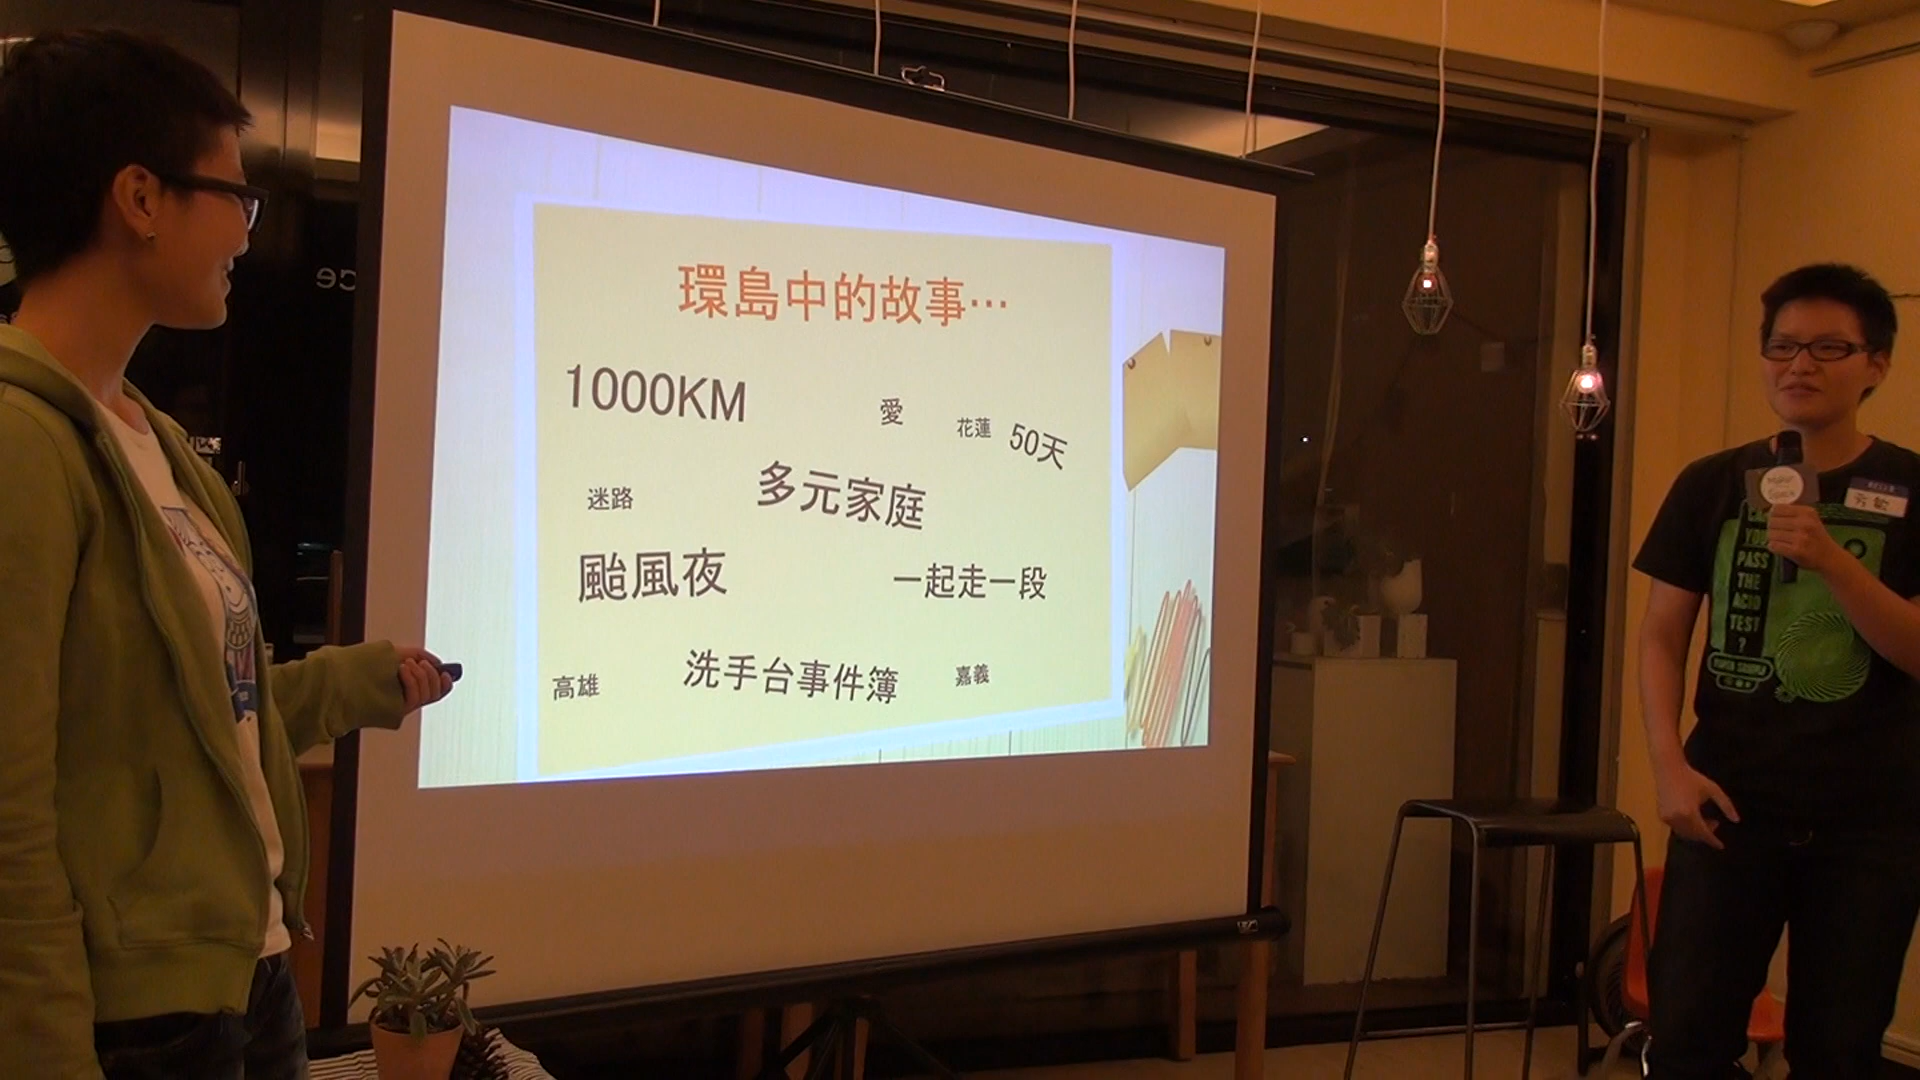 環島中的故事…
1000KM
愛
花蓮
50天
迷路
多元家庭
颱風夜
一起走一段
高雄
洗手台事件簿
嘉義
YOU
PASS
THE
ACID
TEST
?